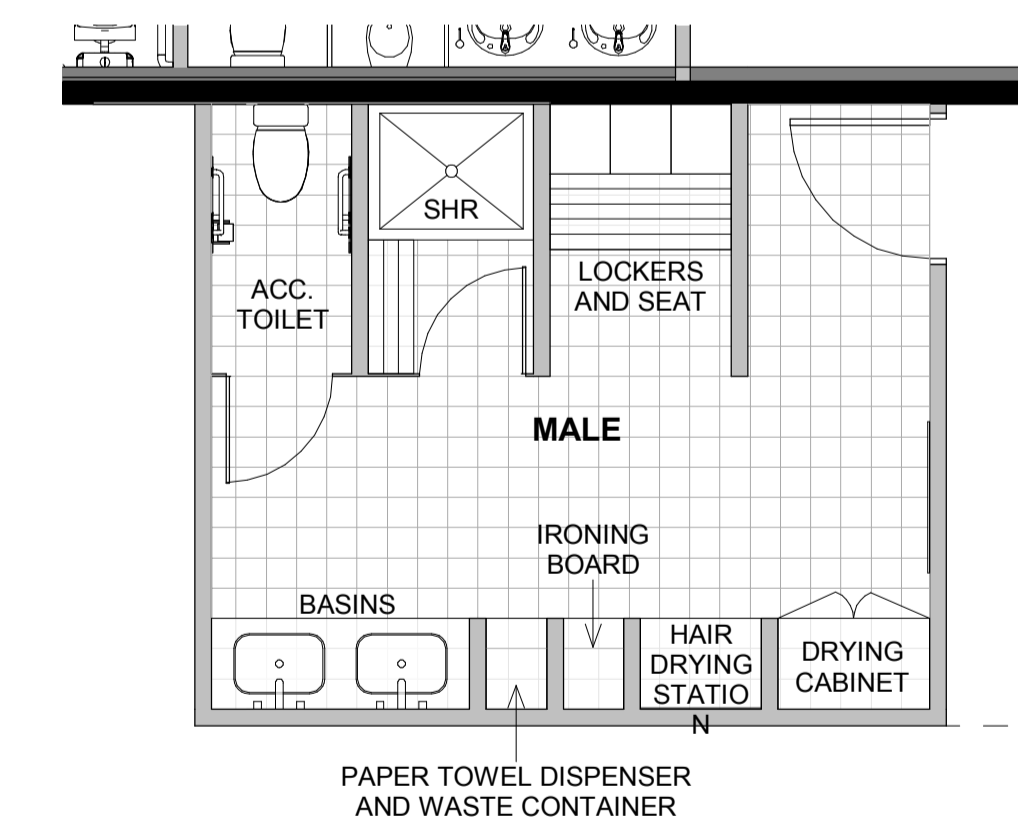 SHR
LOCKERS
AND SEAT
ACC.
TOILET
MALE
IRONING
BOARD
BASINS
HAIR
DRYING
STATIO
N
DRYING
CABINET
PAPER TOWEL DISPENSER
AND WASTE CONTAINER